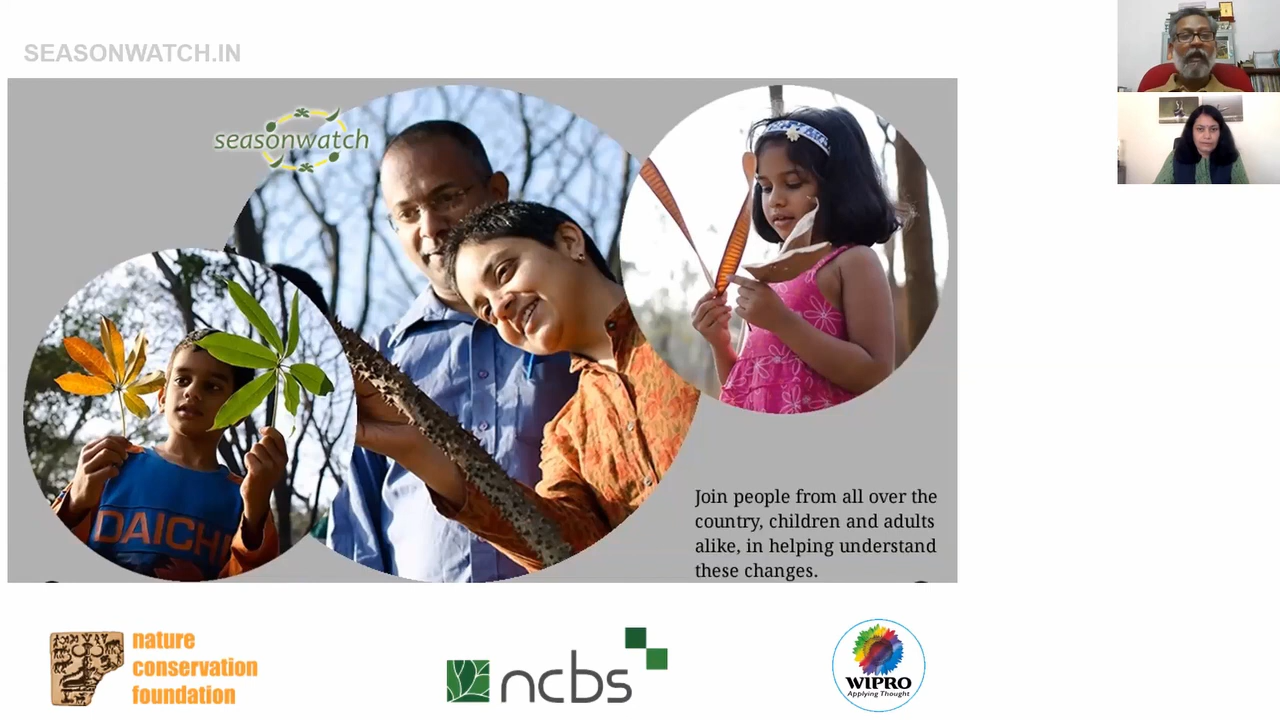 SEASONWATCH.IN
seasonwatch
DAICHI
Join people from all over the
country, children and adults
alike, in helping understand
these changes.
nature
conservation
foundation
ncbs
WIPRO
Applying Thought